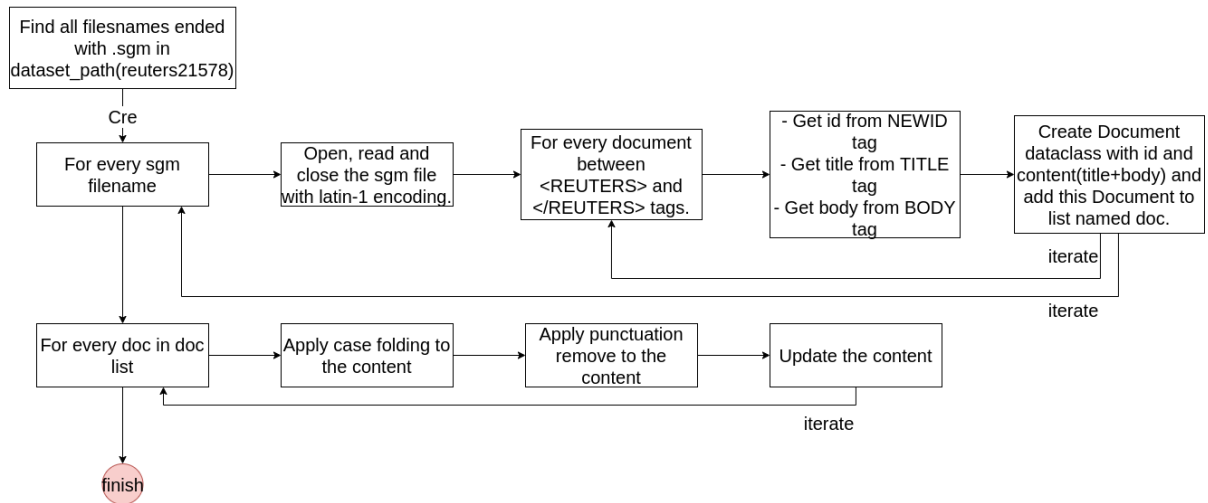 Find all filesnames ended
with .sgm in
dataset_path(reuters21578)
Cre
For every sgm
filename
Open, read and
close the sgm file
with latin-1 encoding.
For every document
between
<REUTERS> and
</REUTERS> tags.
- Get id from NEWID
tag
- Get title from TITLE
tag
- Get body from BODY
tag
Create Document
dataclass with id and
content(title+body) and
add this Document to
list named doc.
iterate
iterate
For every doc in doc
list
Apply case folding to
the content
Apply punctuation
remove to the
content
Update the content
iterate
finish